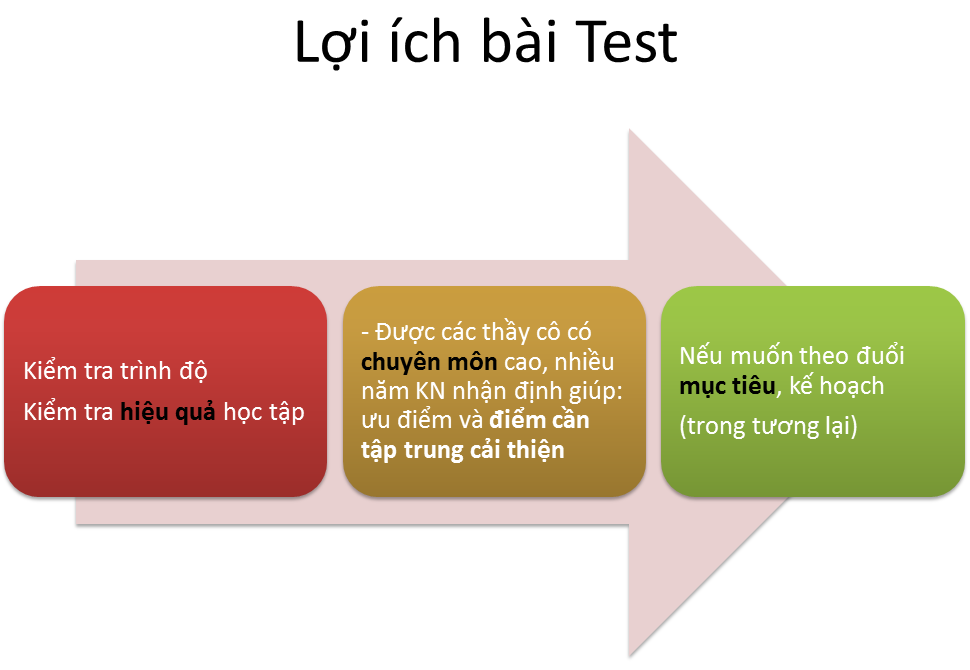 Lợi ích bài Test
Kiểm tra trình độ
Kiểm tra hiệu quả học tập
- Được các thầy cô có
chuyên môn cao, nhiều
năm KN nhận định giúp:
ưu điểm và điểm cần
tập trung cải thiện
Nếu muốn theo đuổi
mục tiêu, kế hoạch
(trong tương lại)